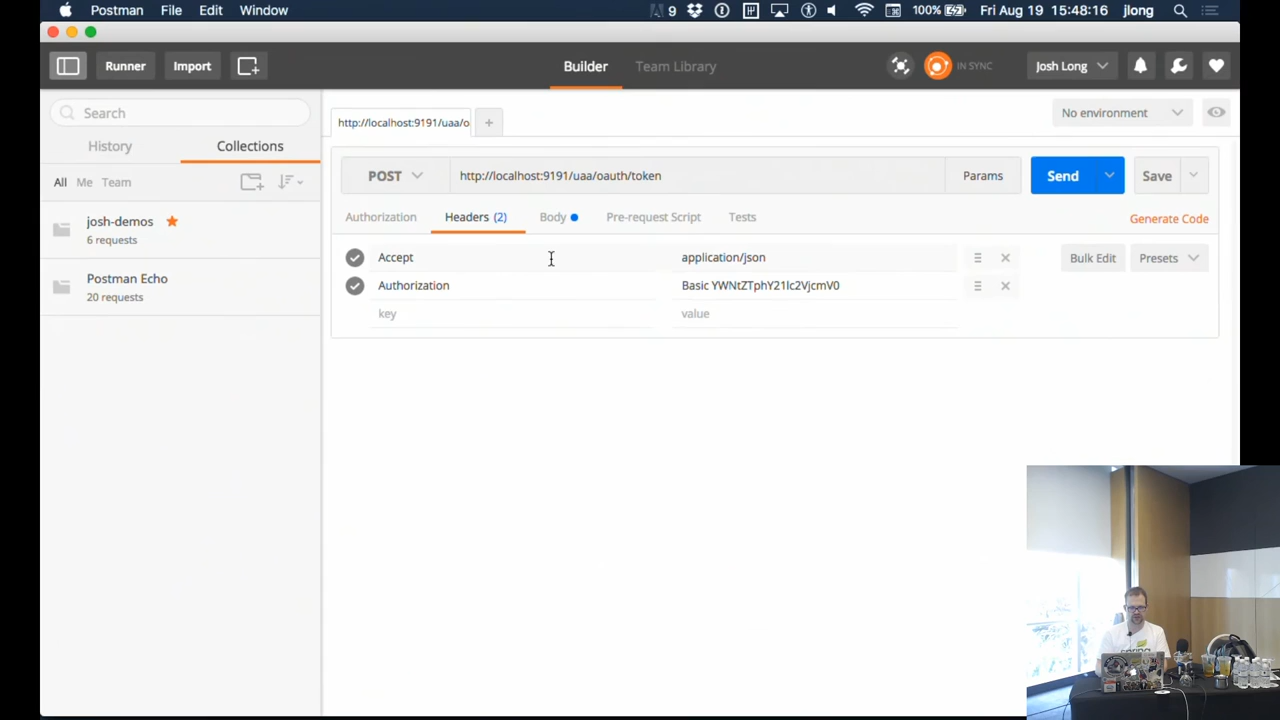 Postman File Edit Window 9 100% Fri Aug 19 15:48:16 jlong
Runner Import Builder Team Library IN SYNC Josh Long
Search
http://localhost:9191/uaa/o
No environment
History Collections
All Me Team
POST http://localhost:9191/uaa/oauth/token Params Send Save
Authorization Headers (2) Body Pre-request Script Tests Generate Code
josh-demos
6 requests
Postman Echo
20 requests
Accept application/json Bulk Edit Presets
Authorization Basic YWNtZTphY21lc2VjcmV0
key value